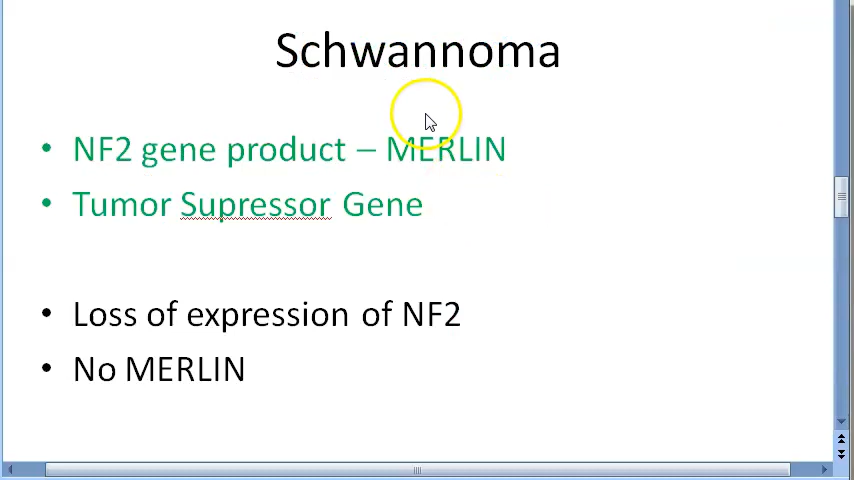 Schwannoma
• NF2 gene product – MERLIN
• Tumor Supressor Gene
• Loss of expression of NF2
• No MERLIN